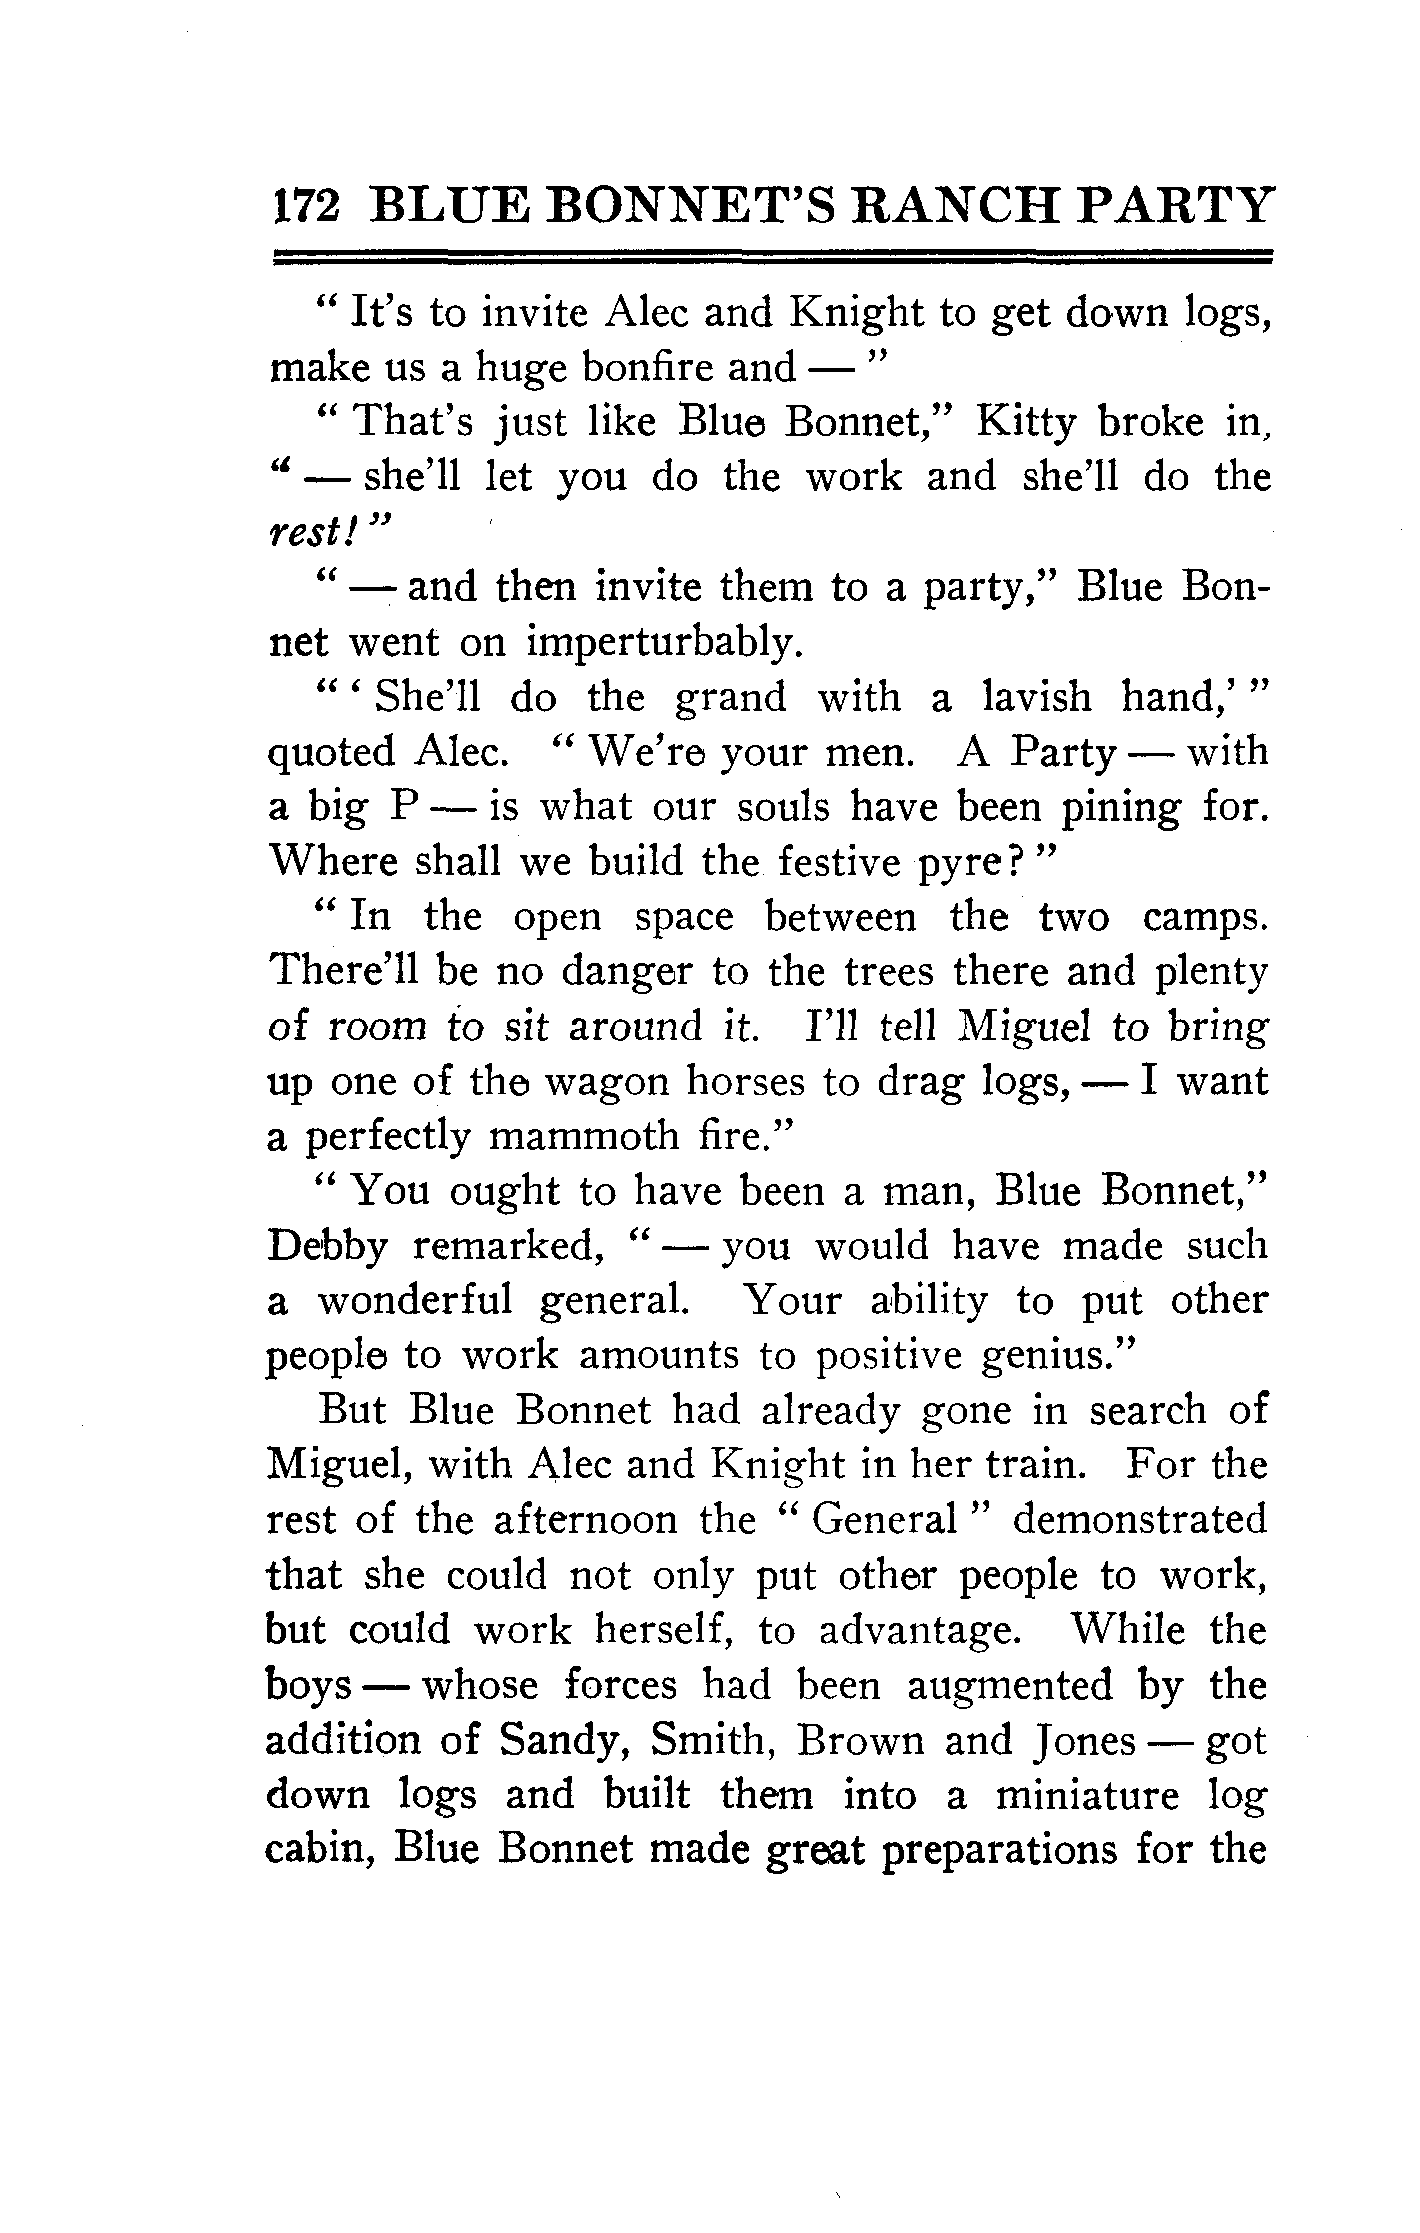 172 BLUE BONNET'S RANCH PARTY
" It's to invite Alec and Knight to get down logs,
make us a huge bonfire and — "
" That's just like Blue Bonnet," Kitty broke in,
" — she'll let you do the work and she'll do the
rest! "
" — and then invite them to a party," Blue Bon-
net went on imperturbably.
" ' She'll do the grand with a lavish hand,' "
quoted Alec. " We're your men. A Party — with
a big P — is what our souls have been pining for.
Where shall we build the festive pyre? "
" In the open space between the two camps.
There'll be no danger to the trees there and plenty
of room to sit around it. I'll tell Miguel to bring
up one of the wagon horses to drag logs, — I want
a perfectly mammoth fire."
" You ought to have been a man, Blue Bonnet,"
Debby remarked, " — you would have made such
a wonderful general. Your ability to put other
people to work amounts to positive genius."
But Blue Bonnet had already gone in search of
Miguel, with Alec and Knight in her train. For the
rest of the afternoon the " General " demonstrated
that she could not only put other people to work,
but could work herself, to advantage. While the
boys — whose forces had been augmented by the
addition of Sandy, Smith, Brown and Jones — got
down logs and built them into a miniature log
cabin, Blue Bonnet made great preparations for the